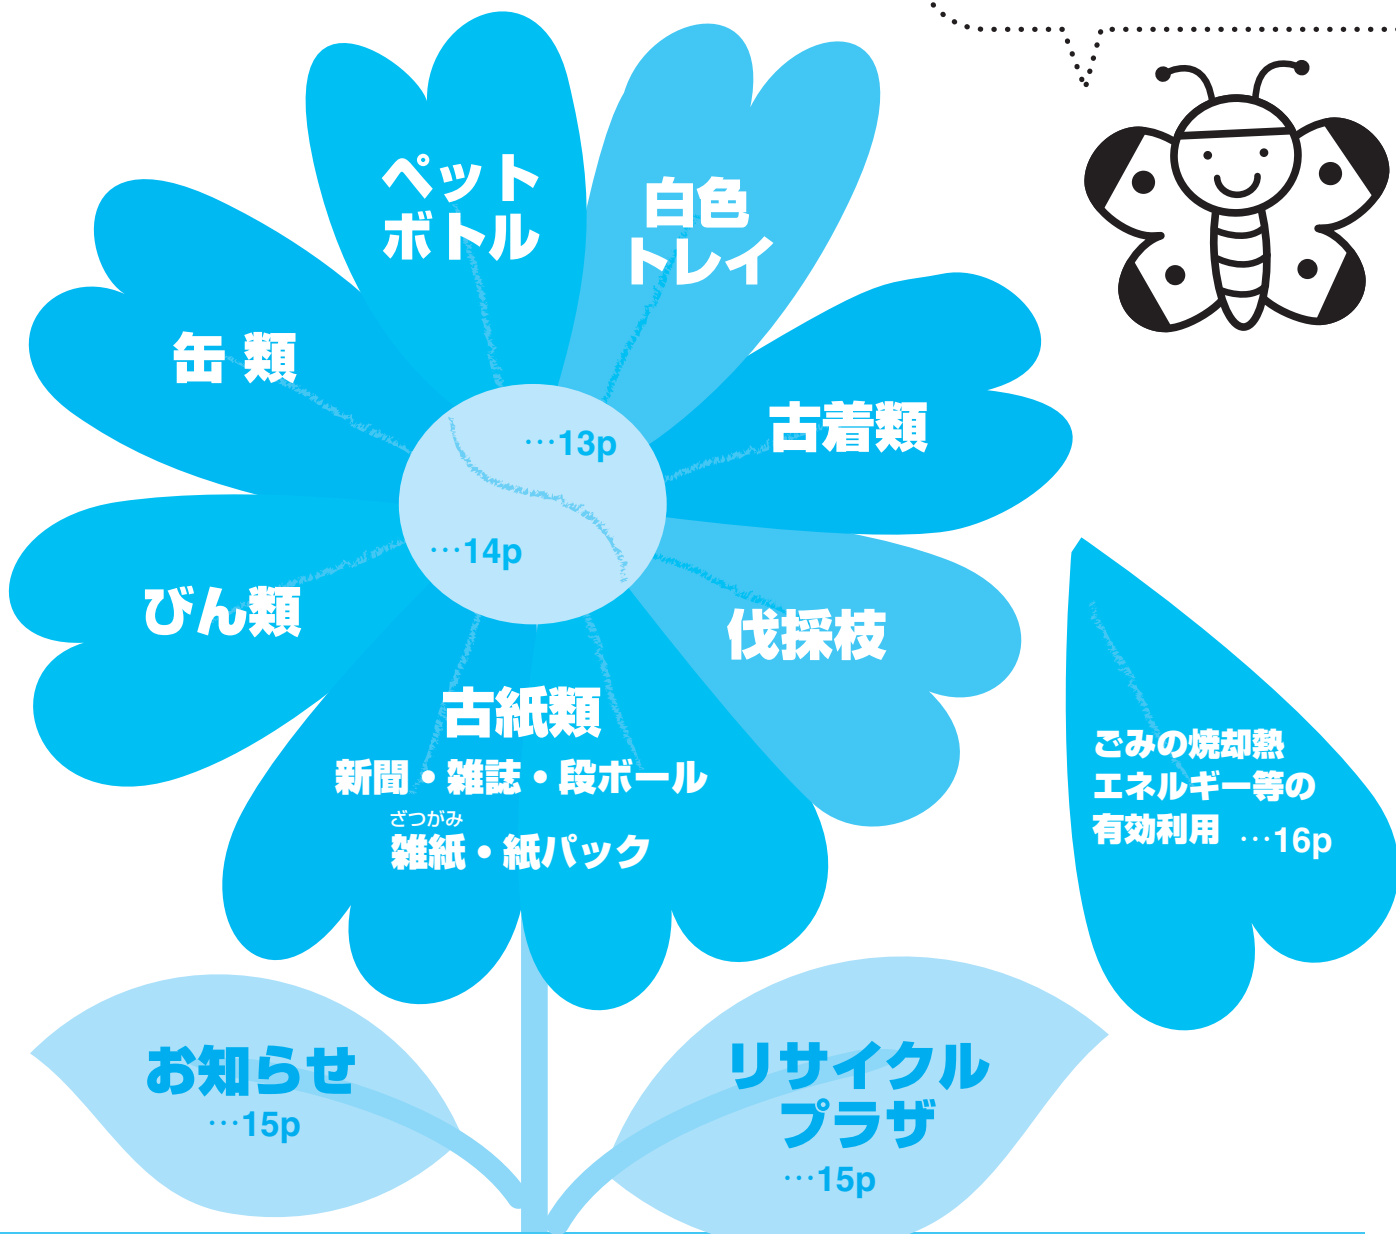 ペット
ボトル
白色
トレイ
缶 類
古着類
…13p
…14p
びん類
伐採枝
古紙類
新聞・雑誌・段ボール
ざつがみ
雑紙・紙パック
ごみの焼却熱
エネルギー等の
有効利用 …16p
お知らせ
…15p
リサイクル
プラザ
…15p